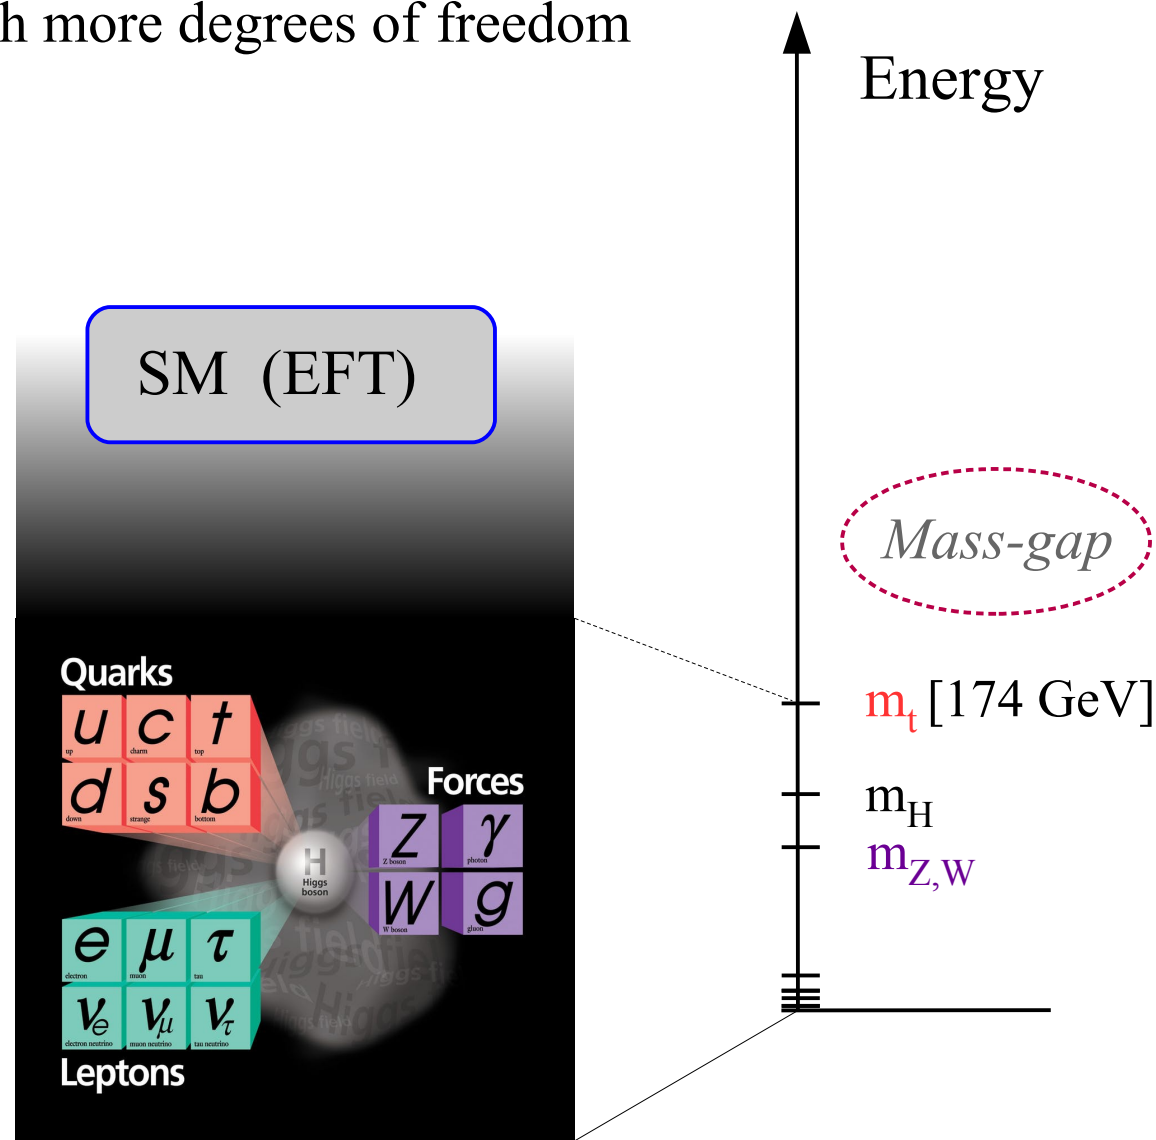 h more degrees of freedom
Energy
SM (EFT)
Mass-gap
m_t [174 GeV]
m_H
m_Z,W
Quarks
u c t
up charm top
d s b
down strange bottom
Forces
Z γ
Z boson photon
W g
W boson gluon
H
Higgs
boson
e μ τ
electron muon tau
νe νμ ντ
electron neutrino muon neutrino tau neutrino
Leptons
Higgs field